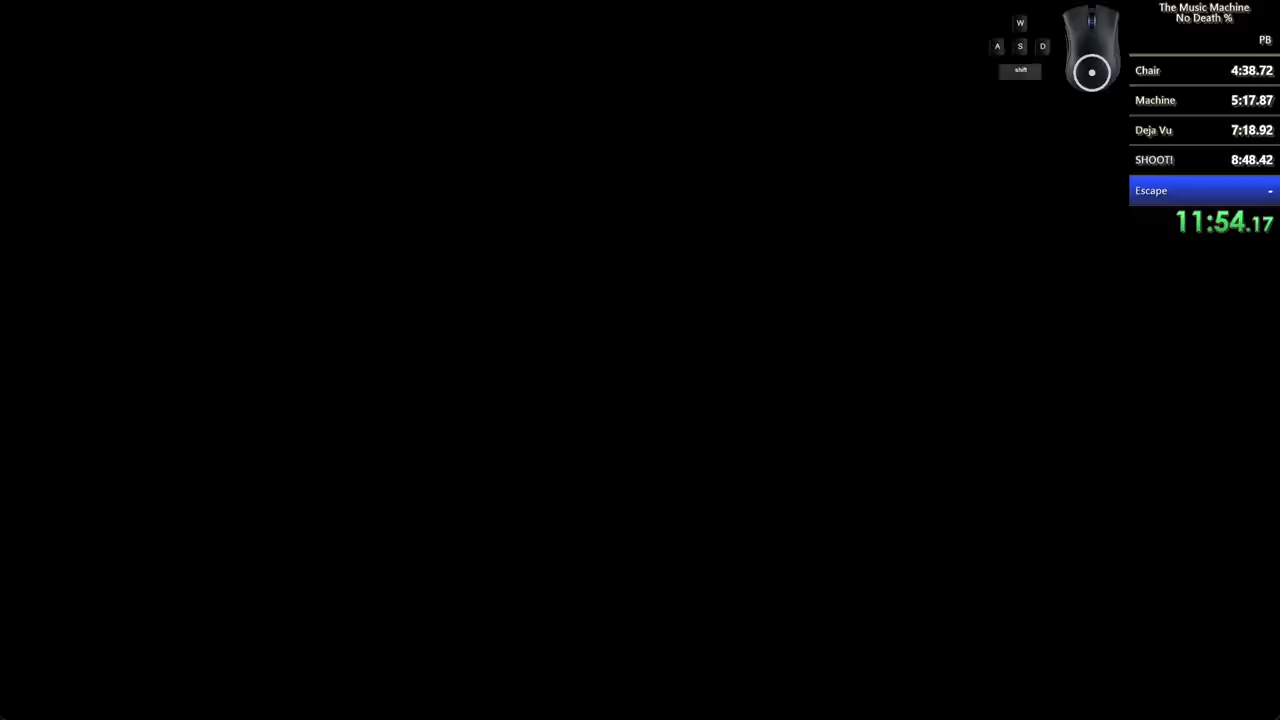 The Music Machine
No Death %
PB
W
A S D
shift
Chair 4:38.72
Machine 5:17.87
Deja Vu 7:18.92
SHOOT! 8:48.42
Escape -
11:54.17